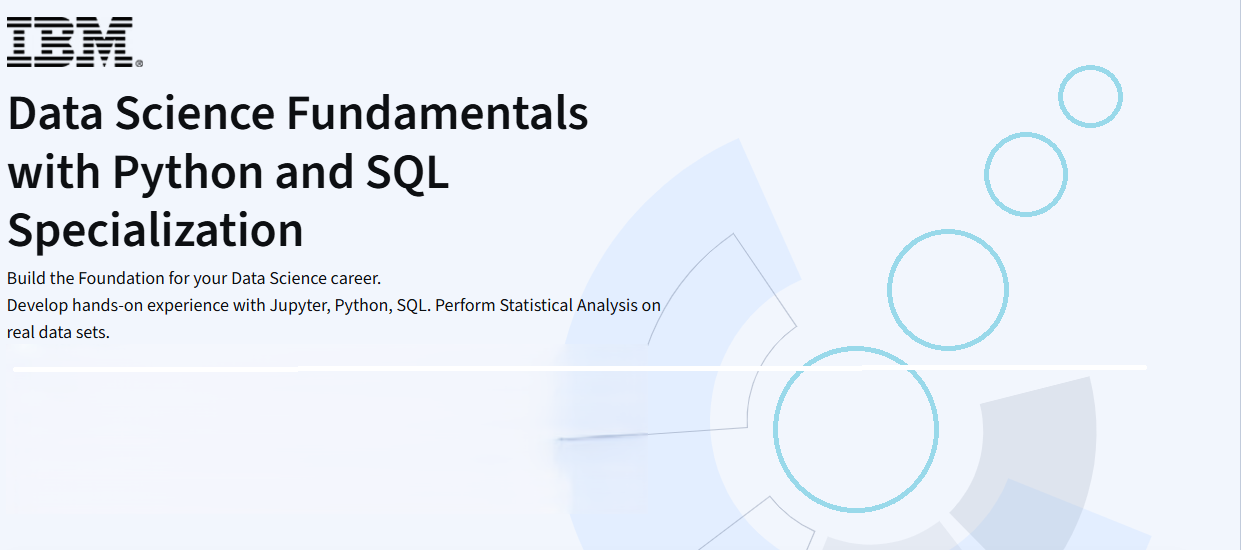 IBM®
Data Science Fundamentals
with Python and SQL
Specialization
Build the Foundation for your Data Science career.
Develop hands-on experience with Jupyter, Python, SQL. Perform Statistical Analysis on
real data sets.